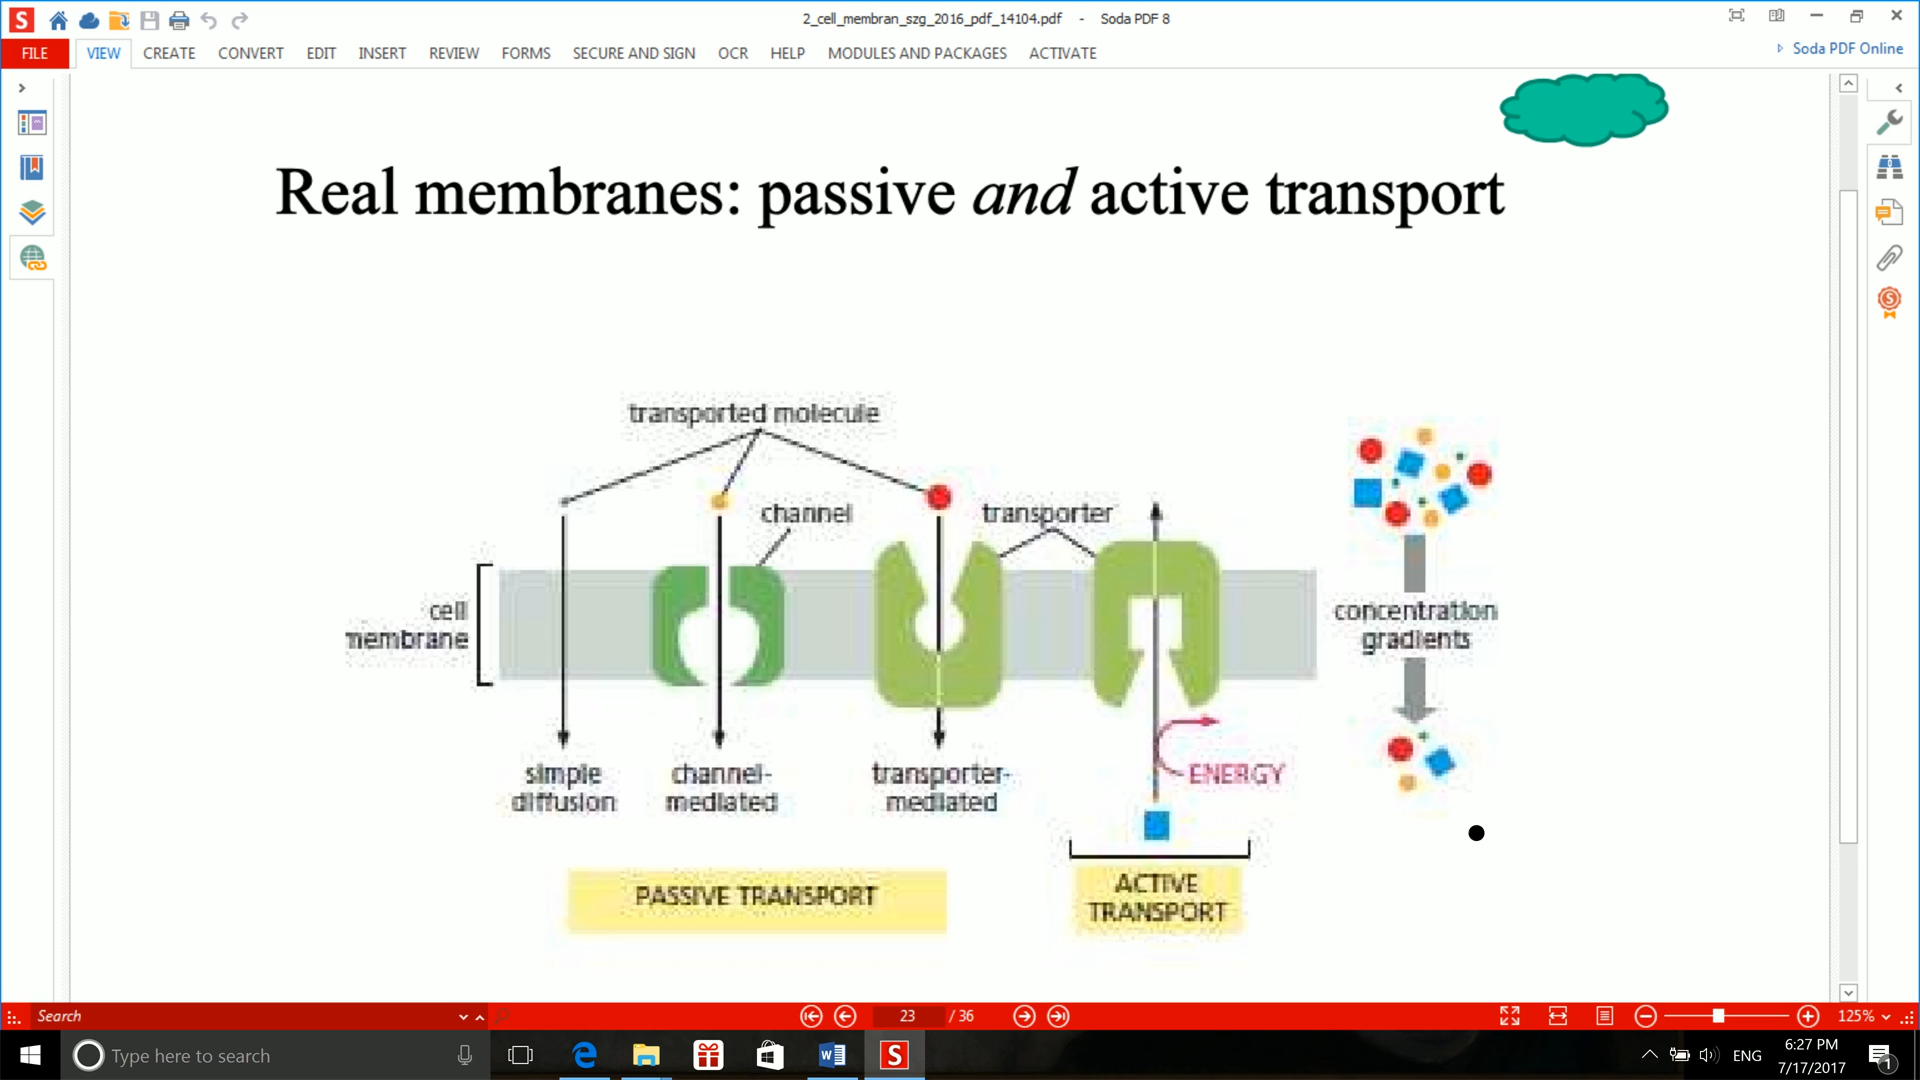 2_cell_membran_szg_2016_pdf_14104.pdf - Soda PDF 8
FILE VIEW CREATE CONVERT EDIT INSERT REVIEW FORMS SECURE AND SIGN OCR HELP MODULES AND PACKAGES ACTIVATE
Soda PDF Online
Real membranes: passive and active transport
transported molecule
channel
transporter
cell
membrane
concentration
gradients
simple
diffusion
channel-
mediated
transporter-
mediated
ENERGY
PASSIVE TRANSPORT
ACTIVE
TRANSPORT
Search
23 / 36
125%
Type here to search
ENG
6:27 PM
7/17/2017
1